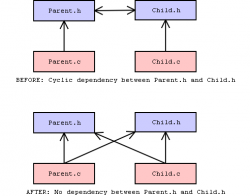 Parent.h
Child.h
Parent.c
Child.c
BEFORE: Cyclic dependency between Parent.h and Child.h
Parent.h
Child.h
Parent.c
Child.c
AFTER: No dependency between Parent.h and Child.h